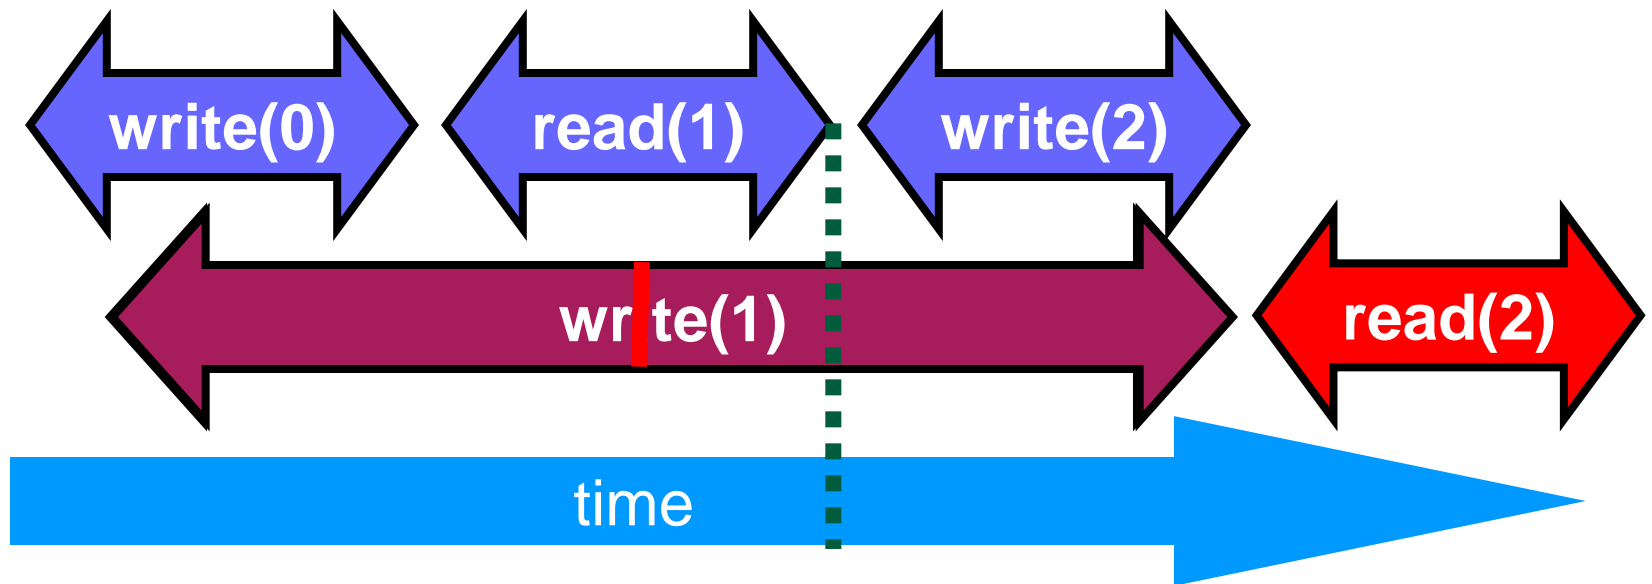 write(0) read(1) write(2)
write(1) read(2)
time